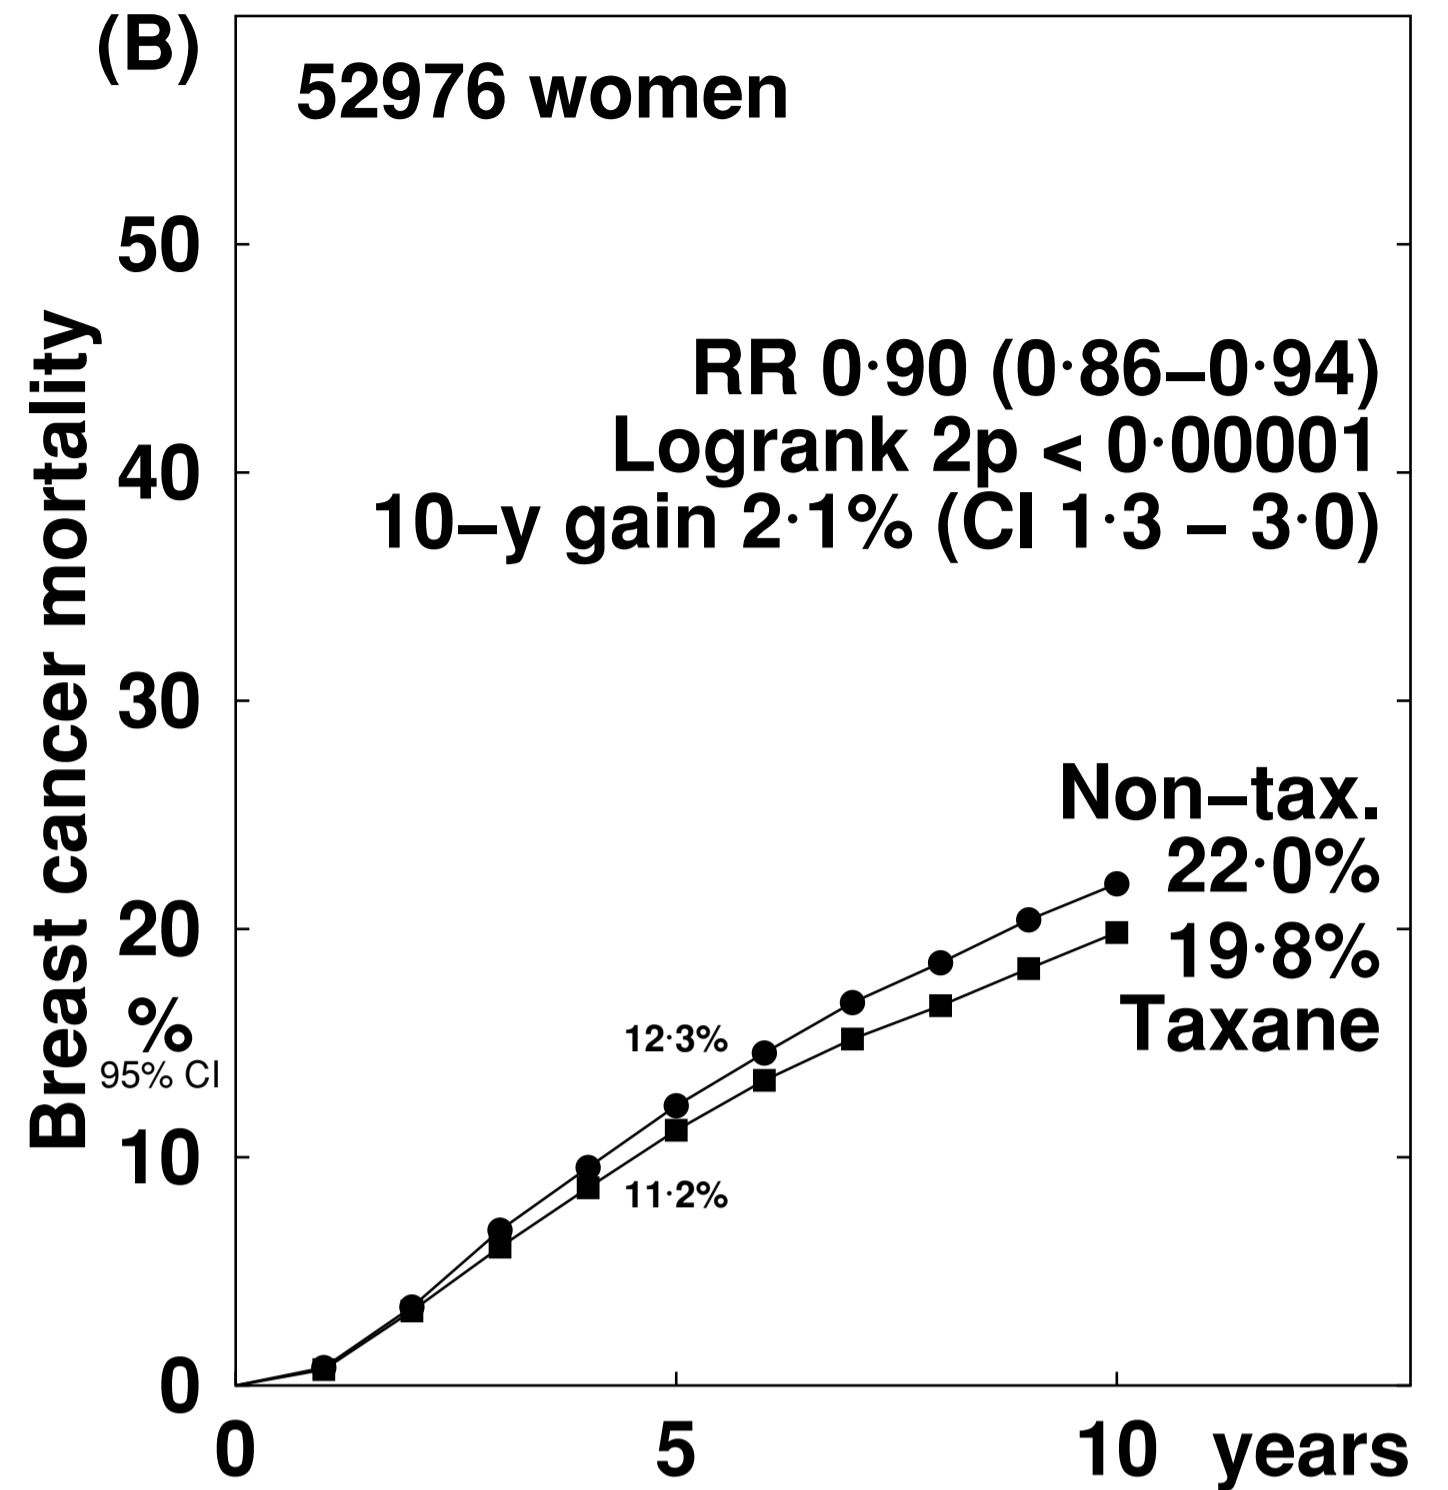 (B)
52976 women
50
RR 0·90 (0·86–0·94)
Logrank 2p < 0·00001
40
10–y gain 2·1% (CI 1·3 – 3·0)
Breast cancer mortality
30
Non–tax.
22·0%
20
19·8%
Taxane
%
95% CI
12·3%
10
11·2%
0
0 5 10 years